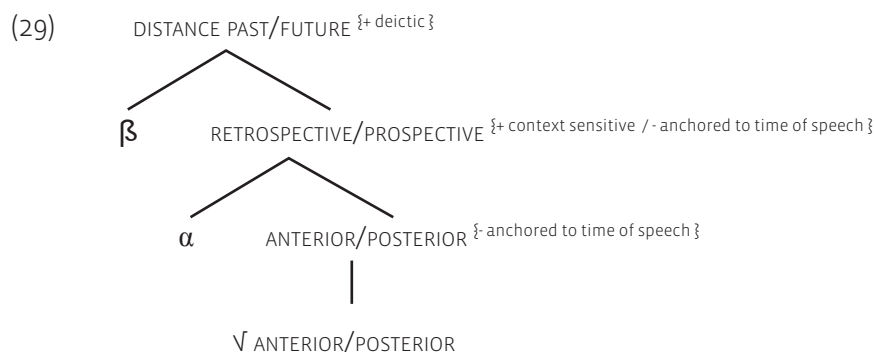 (29) DISTANCE PAST/FUTURE {+ deictic }
ß RETROSPECTIVE/PROSPECTIVE {+ context sensitive / - anchored to time of speech }
α ANTERIOR/POSTERIOR {- anchored to time of speech }
√ ANTERIOR/POSTERIOR